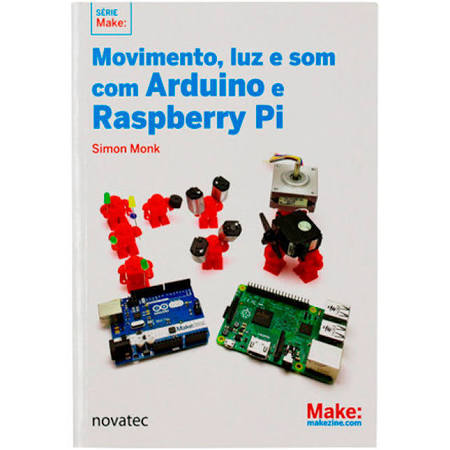 SÉRIE
Make:
Movimento, luz e som
com Arduino e
Raspberry Pi
Simon Monk
novatec
Make:
makezine.com